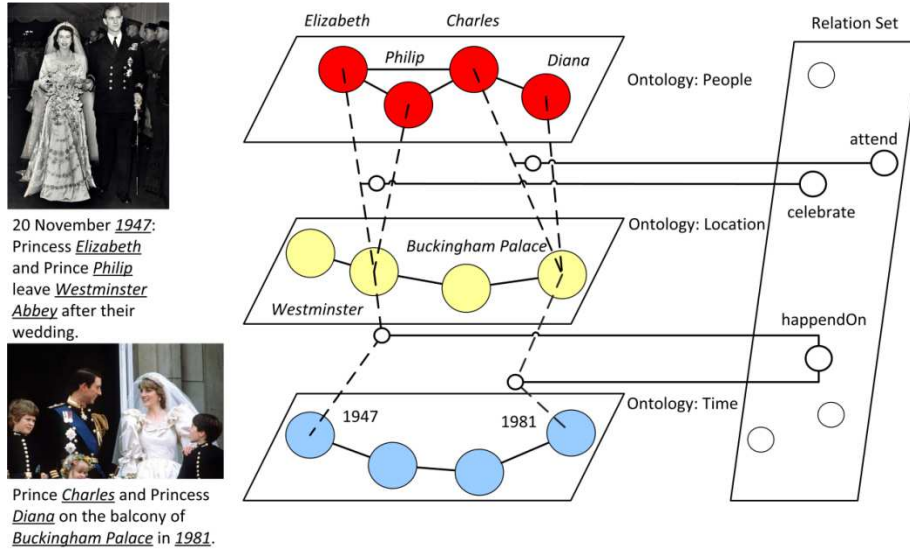 Elizabeth
Charles
Philip
Diana
Ontology: People
Relation Set
attend
celebrate
20 November 1947:
Princess Elizabeth
and Prince Philip
leave Westminster
Abbey after their
wedding.
Ontology: Location
Buckingham Palace
Westminster
happendOn
Ontology: Time
1947
1981
Prince Charles and Princess
Diana on the balcony of
Buckingham Palace in 1981.